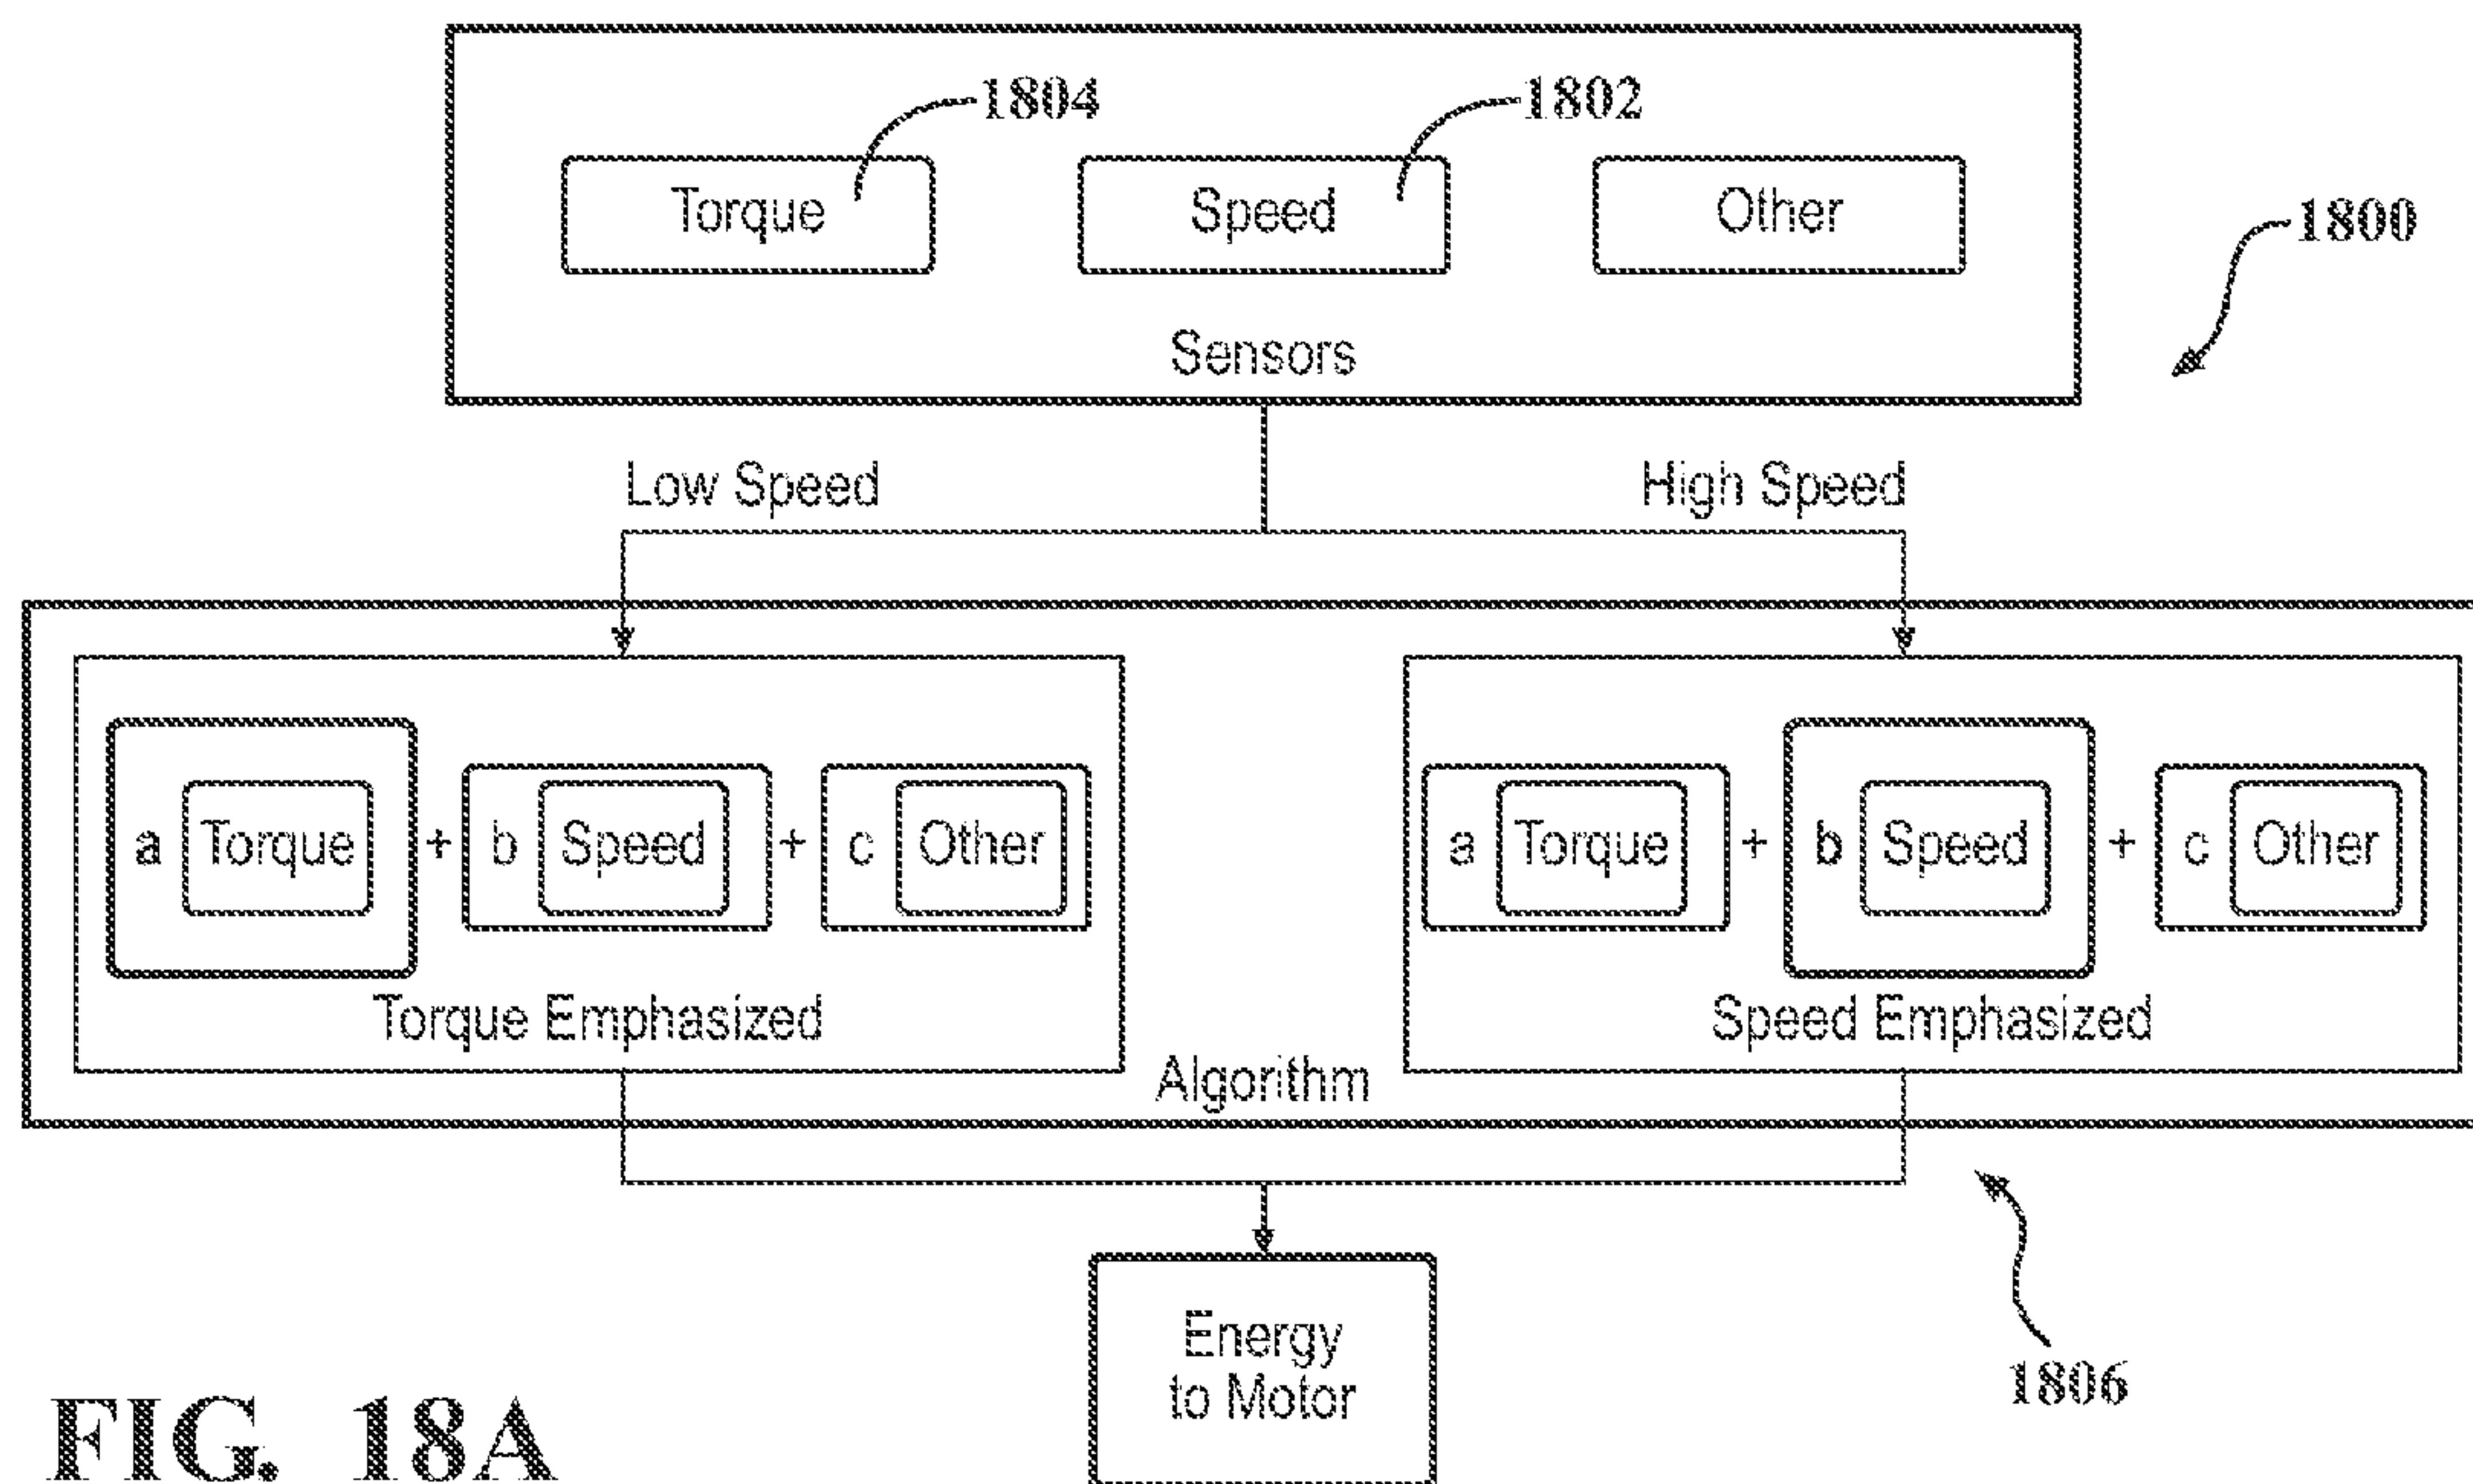 1804
1802
Torque
Speed
Other
1800
Sensors
Low Speed
High Speed
a Torque + b Speed + c Other
a Torque + b Speed + c Other
Torque Emphasized
Speed Emphasized
Algorithm
Energy
to Motor
1806
FIG. 18A